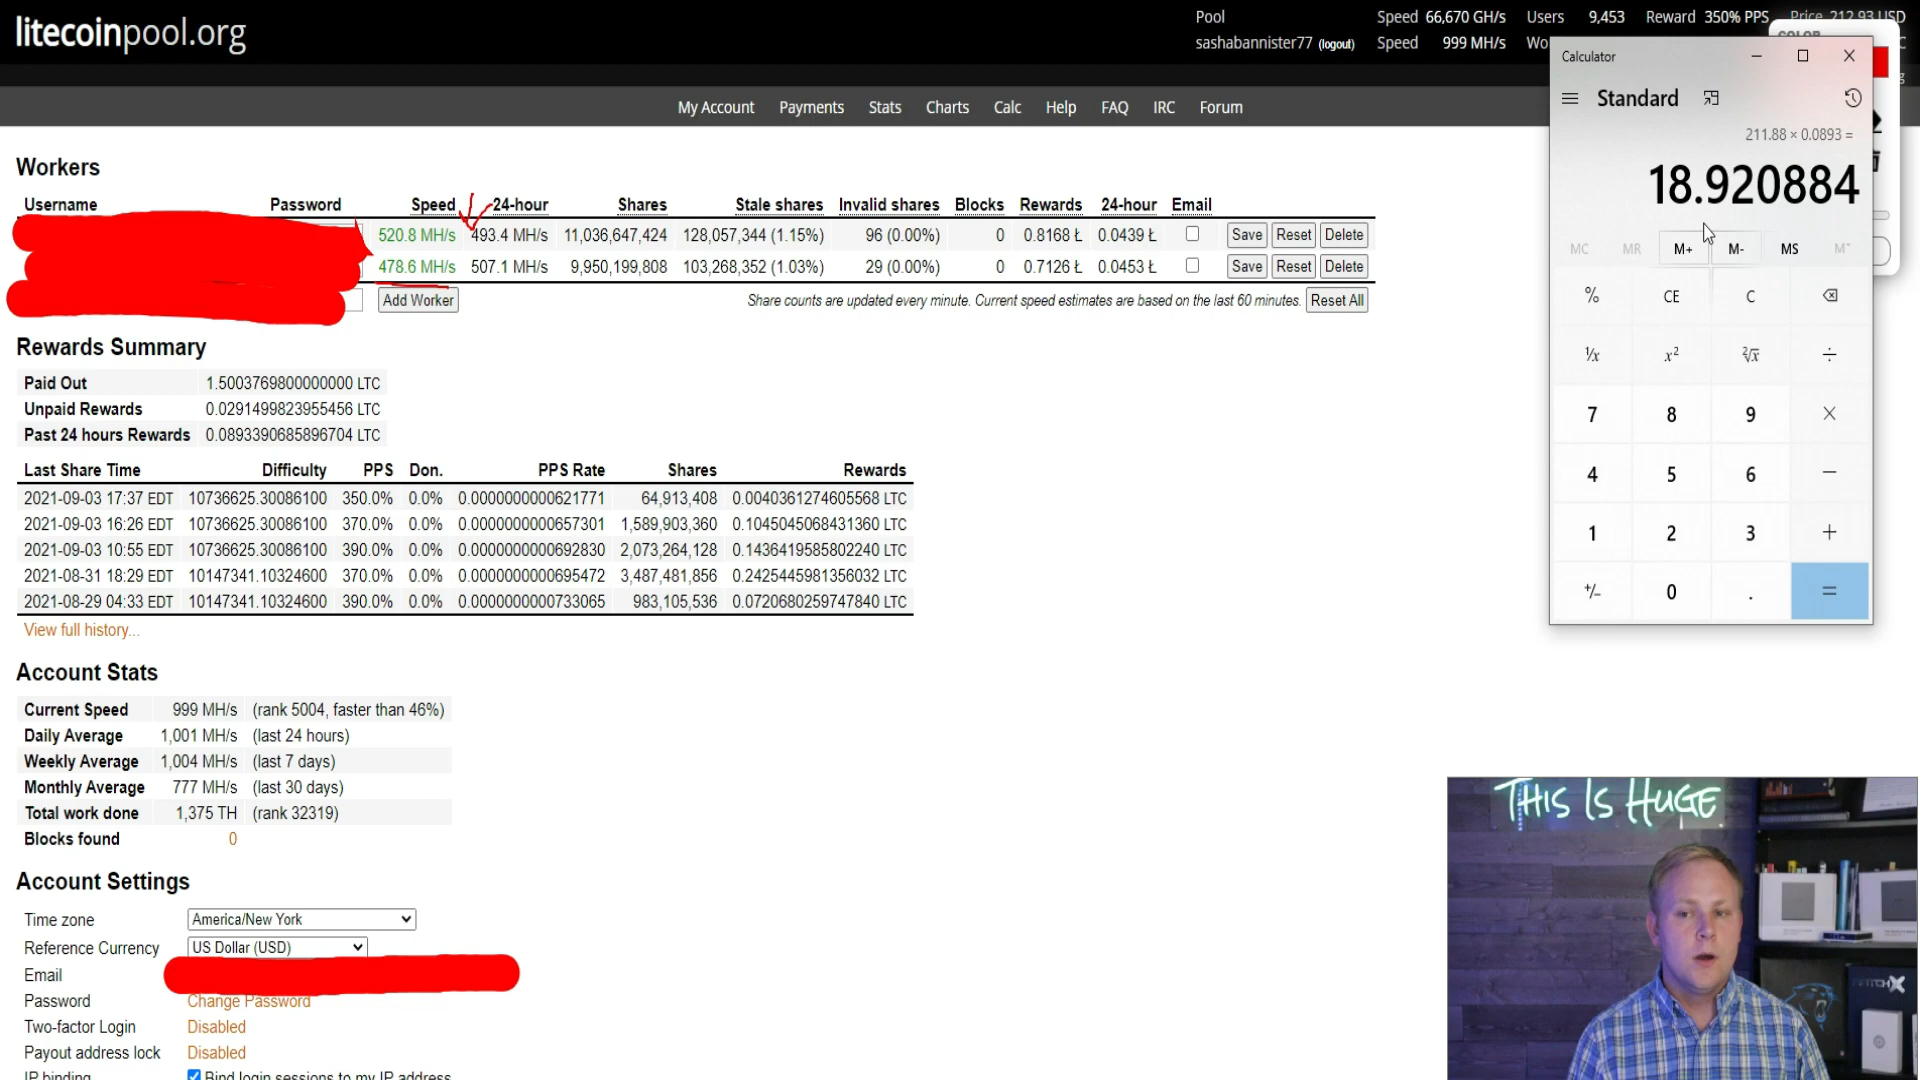 litecoinpool.org
Pool Speed 66,670 GH/s Users 9,453 Reward 350% PPS Price 212.93 USD
sashabannister77 (logout) Speed 999 MH/s
My Account Payments Stats Charts Calc Help FAQ IRC Forum
Workers
Username Password Speed 24-hour Shares Stale shares Invalid shares Blocks Rewards 24-hour Email
520.8 MH/s 493.4 MH/s 11,036,647,424 128,057,344 (1.15%) 96 (0.00%) 0 0.8168 Ł 0.0439 Ł Save Reset Delete
478.6 MH/s 507.1 MH/s 9,950,199,808 103,268,352 (1.03%) 29 (0.00%) 0 0.7126 Ł 0.0453 Ł Save Reset Delete
Add Worker Share counts are updated every minute. Current speed estimates are based on the last 60 minutes. Reset All
Rewards Summary
Paid Out 1.5003769800000000 LTC
Unpaid Rewards 0.0291499823955456 LTC
Past 24 hours Rewards 0.0893390685896704 LTC
Last Share Time Difficulty PPS Don. PPS Rate Shares Rewards
2021-09-03 17:37 EDT 10736625.30086100 350.0% 0.0% 0.0000000000621771 64,913,408 0.0040361274605568 LTC
2021-09-03 16:26 EDT 10736625.30086100 370.0% 0.0% 0.0000000000657301 1,589,903,360 0.1045045068431360 LTC
2021-09-03 10:55 EDT 10736625.30086100 390.0% 0.0% 0.0000000000692830 2,073,264,128 0.1436419585802240 LTC
2021-08-31 18:29 EDT 10147341.10324600 370.0% 0.0% 0.0000000000695472 3,487,481,856 0.2425445981356032 LTC
2021-08-29 04:33 EDT 10147341.10324600 390.0% 0.0% 0.0000000000733065 983,105,536 0.0720680259747840 LTC
View full history...
Account Stats
Current Speed 999 MH/s (rank 5004, faster than 46%)
Daily Average 1,001 MH/s (last 24 hours)
Weekly Average 1,004 MH/s (last 7 days)
Monthly Average 777 MH/s (last 30 days)
Total work done 1,375 TH (rank 32319)
Blocks found 0
Account Settings
Time zone America/New York
Reference Currency US Dollar (USD)
Email
Password Change Password
Two-factor Login Disabled
Payout address lock Disabled
IP binding Bind login sessions to my IP address
Calculator
Standard
211.88 × 0.0893 =
18.920884
MC MR M+ M- MS M˅
% CE C
¹/x x² ²√x ÷
7 8 9 ×
4 5 6 −
1 2 3 +
+/- 0 . =
THIS IS HUGE